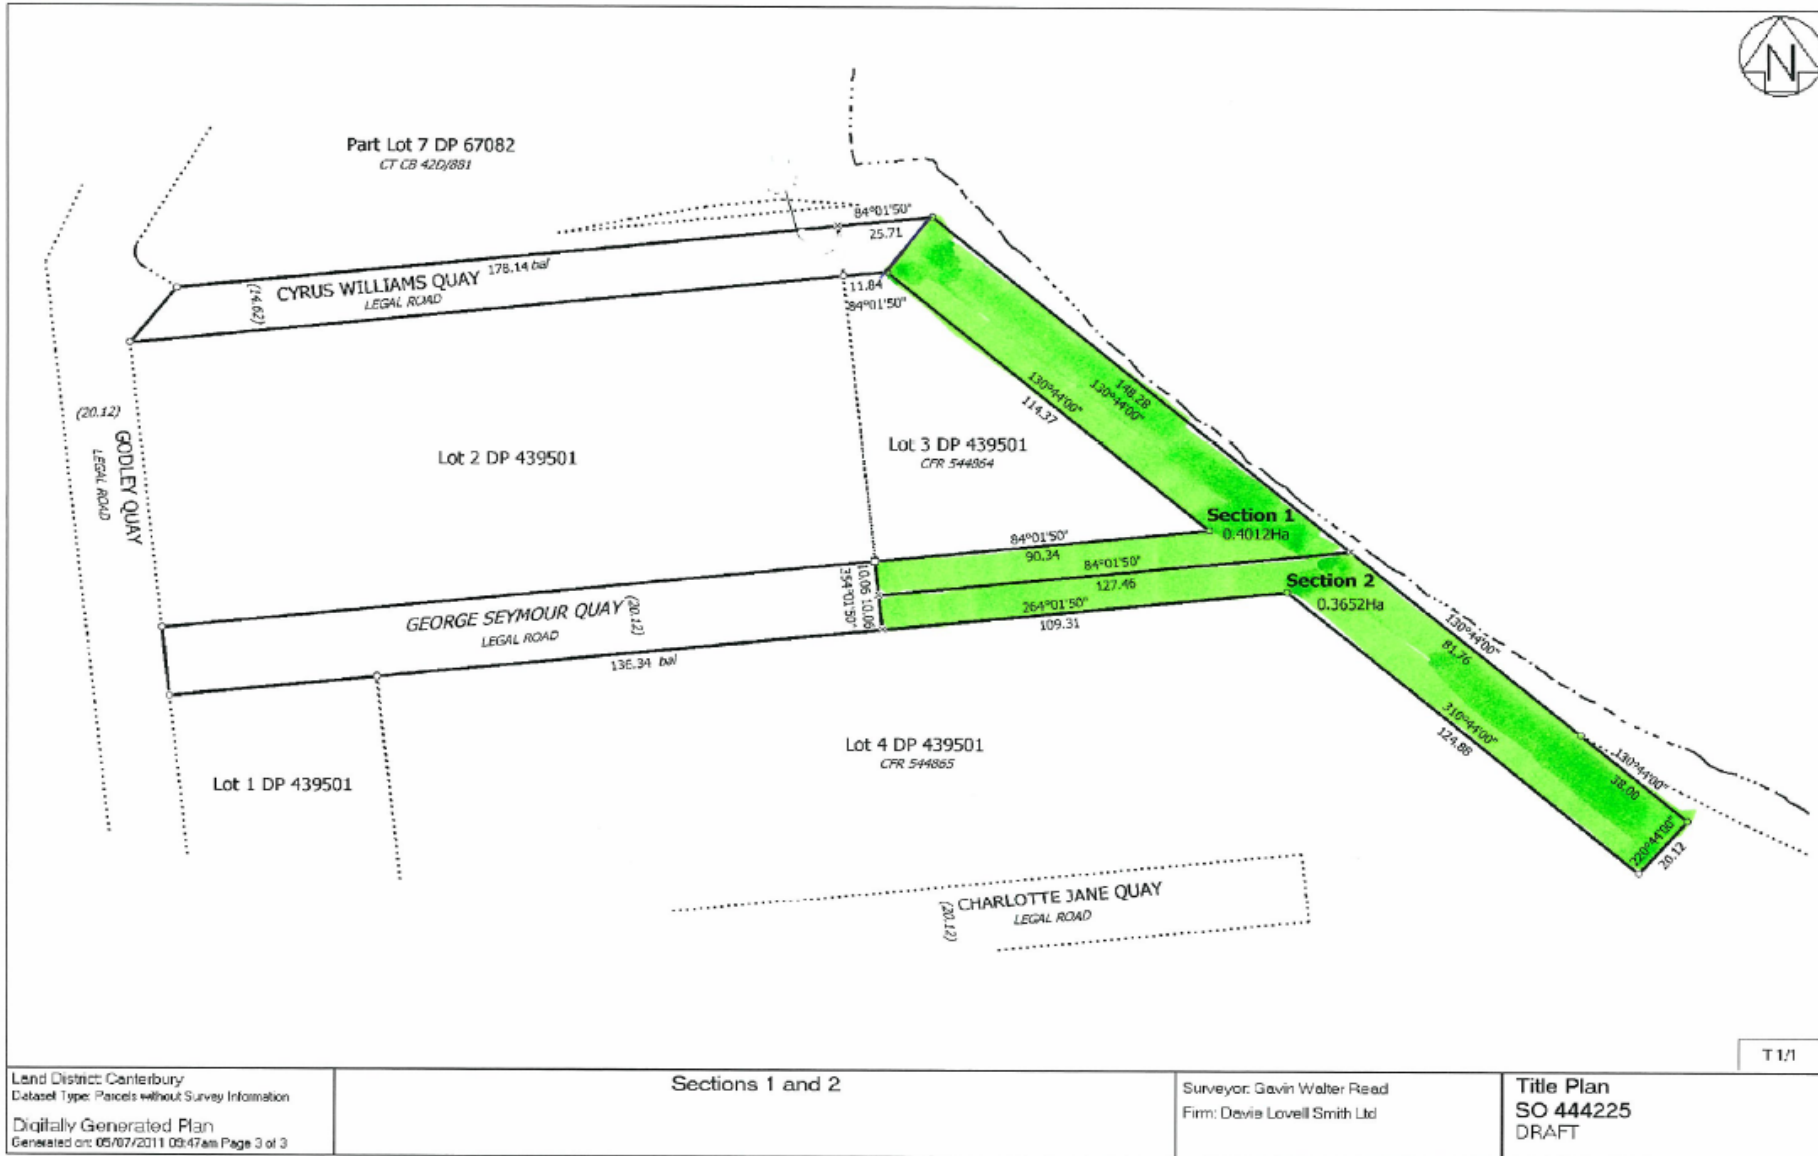 N
Part Lot 7 DP 67082
CT CB 42D/881
84°01'50"
25.71
178.14 bal
CYRUS WILLIAMS QUAY
LEGAL ROAD
(14.62)
11.84
84°01'50"
148.28
130°44'00"
130°44'00"
114.37
(20.12)
GODLEY QUAY
LEGAL ROAD
Lot 2 DP 439501
Lot 3 DP 439501
CFR 544864
Section 1
0.4012Ha
84°01'50"
90.34
84°01'50"
127.46
Section 2
0.3652Ha
10.06 10.06
354°01'50"
264°01'50"
109.31
GEORGE SEYMOUR QUAY
LEGAL ROAD
(20.12)
136.34 bal
130°44'00"
81.76
310°44'00"
124.88
130°44'00"
38.00
220°44'00"
20.12
Lot 4 DP 439501
CFR 544865
Lot 1 DP 439501
CHARLOTTE JANE QUAY
LEGAL ROAD
(20.12)
T 1/1
Land District: Canterbury
Dataset Type: Parcels without Survey Information
Digitally Generated Plan
Generated on: 05/07/2011 09:47am Page 3 of 3
Sections 1 and 2
Surveyor: Gavin Walter Read
Firm: Davie Lovell Smith Ltd
Title Plan
SO 444225
DRAFT